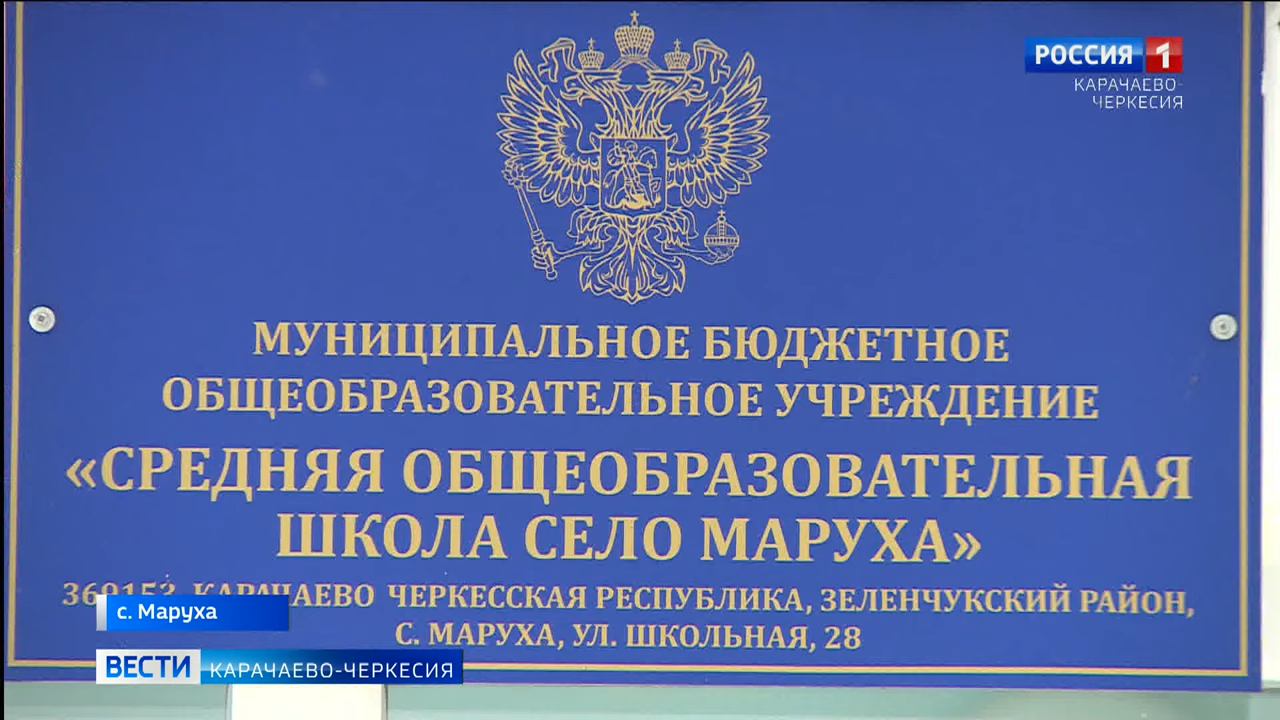 РОССИЯ 1
КАРАЧАЕВО-
ЧЕРКЕСИЯ
МУНИЦИПАЛЬНОЕ БЮДЖЕТНОЕ
ОБЩЕОБРАЗОВАТЕЛЬНОЕ УЧРЕЖДЕНИЕ
«СРЕДНЯЯ ОБЩЕОБРАЗОВАТЕЛЬНАЯ
ШКОЛА СЕЛО МАРУХА»
ЧЕРКЕССКАЯ РЕСПУБЛИКА, ЗЕЛЕНЧУКСКИЙ РАЙОН,
С. МАРУХА, УЛ. ШКОЛЬНАЯ, 28
с. Маруха
ВЕСТИ КАРАЧАЕВО-ЧЕРКЕСИЯ